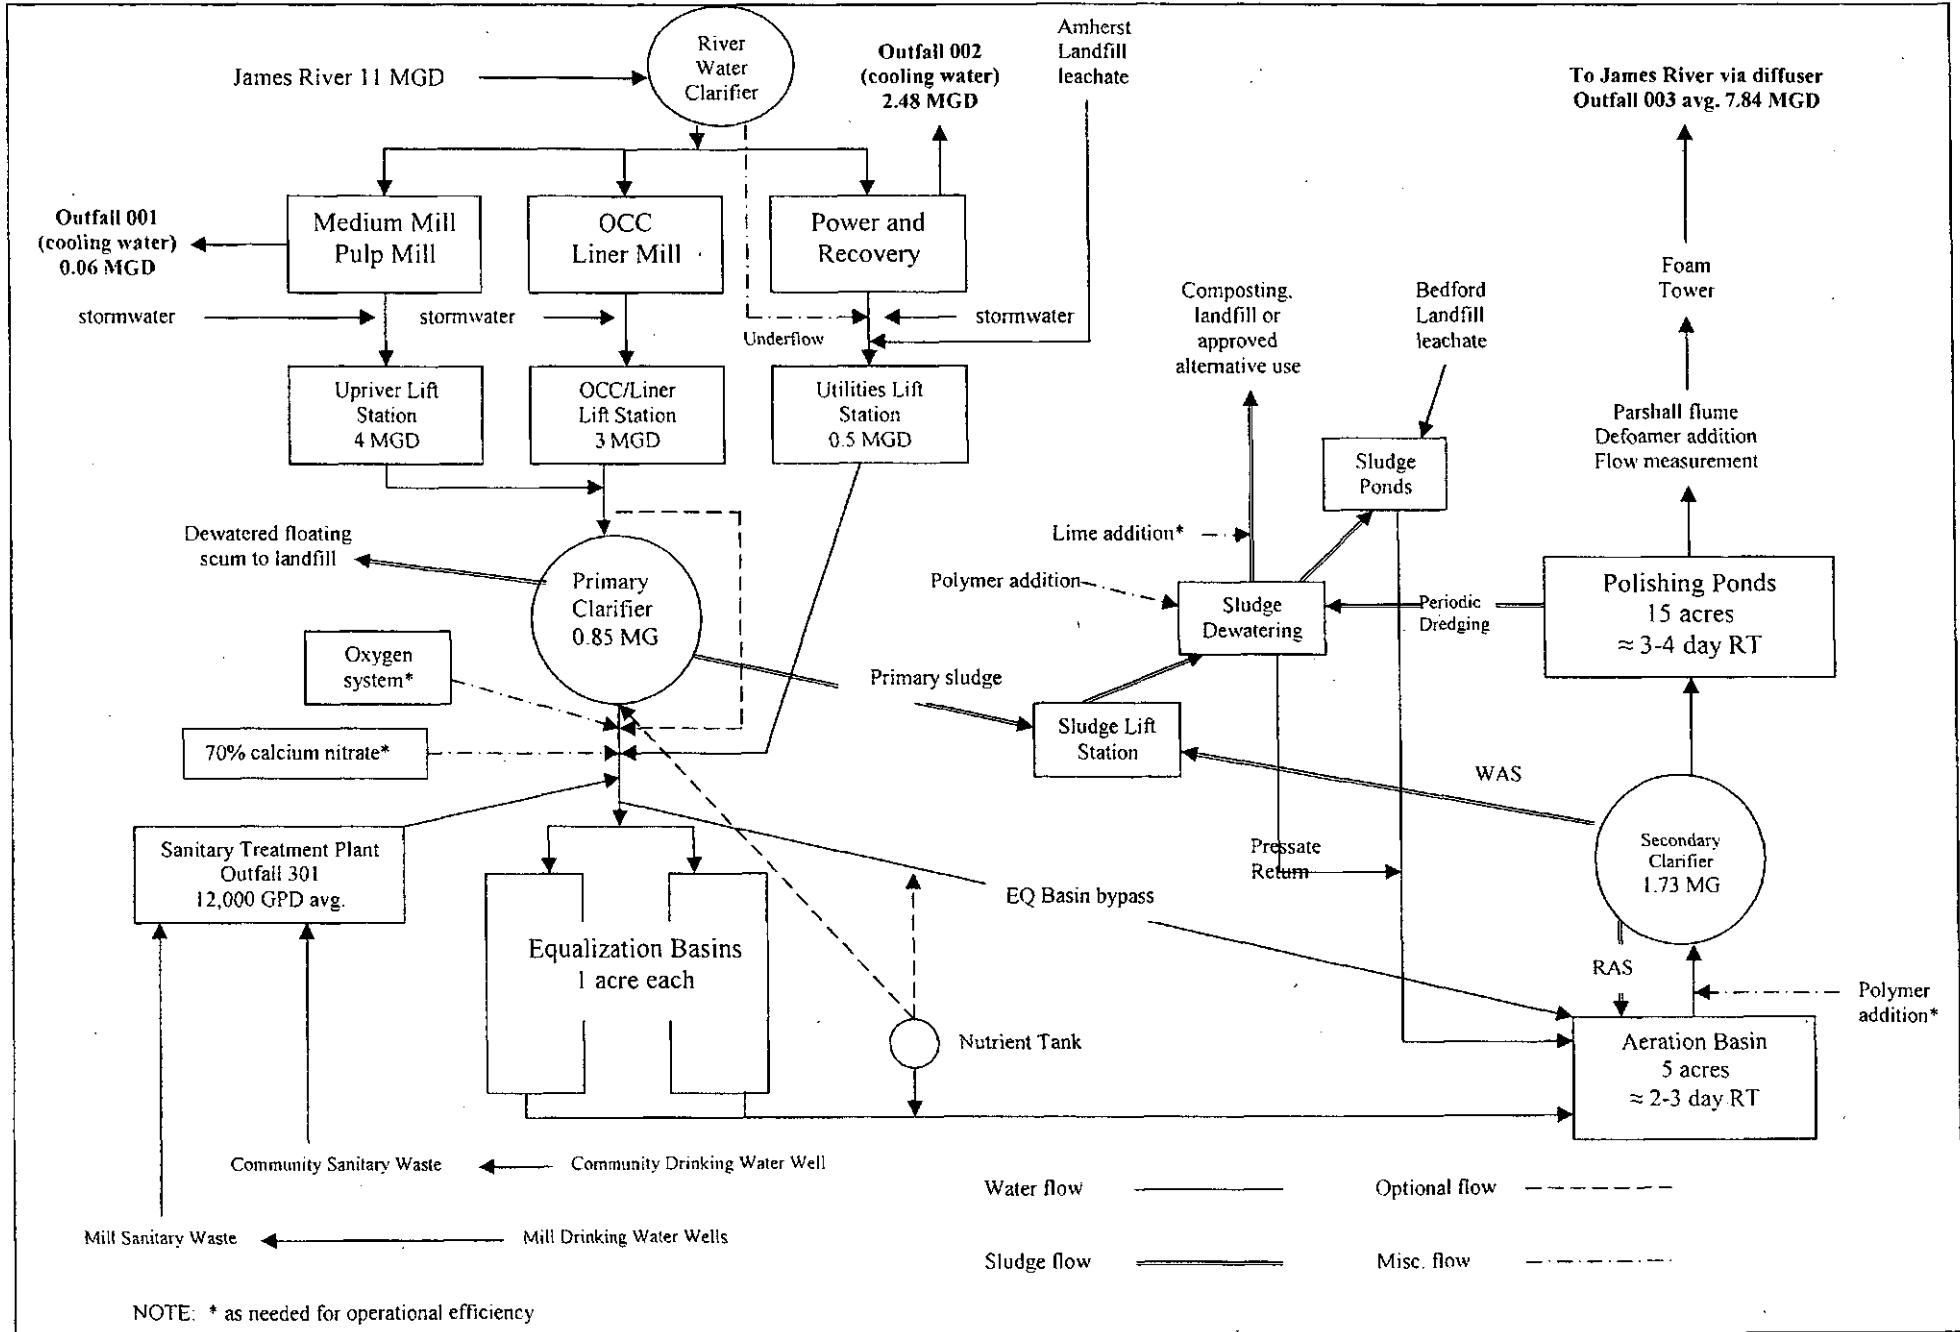 River
Water
Clarifier
James River 11 MGD
Outfall 002
(cooling water)
2.48 MGD
Amherst
Landfill
leachate
To James River via diffuser
Outfall 003 avg. 7.84 MGD
Outfall 001
(cooling water)
0.06 MGD
Medium Mill
Pulp Mill
OCC
Liner Mill
Power and
Recovery
Foam
Tower
stormwater
stormwater
Underflow
stormwater
Composting,
landfill or
approved
alternative use
Bedford
Landfill
leachate
Upriver Lift
Station
4 MGD
OCC/Liner
Lift Station
3 MGD
Utilities Lift
Station
0.5 MGD
Parshall flume
Defoamer addition
Flow measurement
Sludge
Ponds
Dewatered floating
scum to landfill
Lime addition*
Primary
Clarifier
0.85 MG
Polymer addition
Sludge
Dewatering
Periodic
Dredging
Polishing Ponds
15 acres
≈ 3-4 day RT
Oxygen
system*
Primary sludge
Sludge Lift
Station
70% calcium nitrate*
WAS
Sanitary Treatment Plant
Outfall 301
12,000 GPD avg.
Pressate
Return
Secondary
Clarifier
1.73 MG
EQ Basin bypass
Equalization Basins
1 acre each
RAS
Polymer
addition*
Nutrient Tank
Aeration Basin
5 acres
≈ 2-3 day RT
Community Sanitary Waste
Community Drinking Water Well
Water flow
Optional flow
Mill Sanitary Waste
Mill Drinking Water Wells
Sludge flow
Misc. flow
NOTE: * as needed for operational efficiency